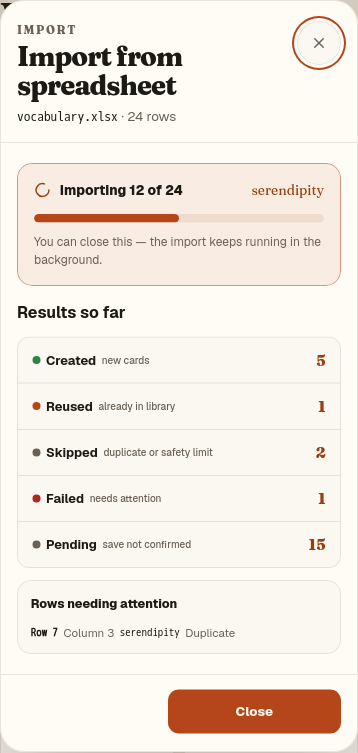 IMPORT
Import from
spreadsheet
vocabulary.xlsx · 24 rows
Importing 12 of 24 serendipity
You can close this — the import keeps running in the
background.
Results so far
Created new cards 5
Reused already in library 1
Skipped duplicate or safety limit 2
Failed needs attention 1
Pending save not confirmed 15
Rows needing attention
Row 7 Column 3 serendipity Duplicate
Close